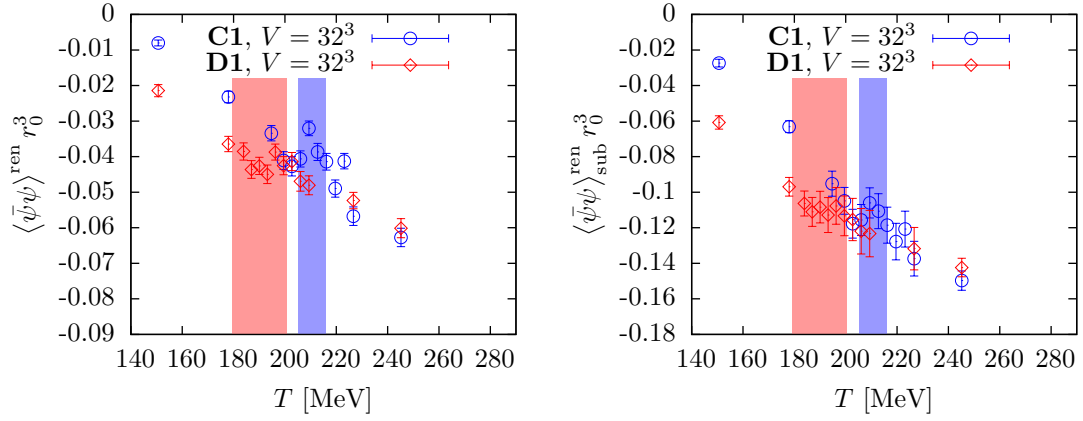 0
-0.01
-0.02
-0.03
-0.04
-0.05
-0.06
-0.07
-0.08
-0.09
140 160 180 200 220 240 260 280
T [MeV]
⟨ψ̄ψ⟩^ren r_0^3
C1, V = 32^3
D1, V = 32^3
0
-0.02
-0.04
-0.06
-0.08
-0.1
-0.12
-0.14
-0.16
-0.18
140 160 180 200 220 240 260 280
T [MeV]
⟨ψ̄ψ⟩^ren_sub r_0^3
C1, V = 32^3
D1, V = 32^3